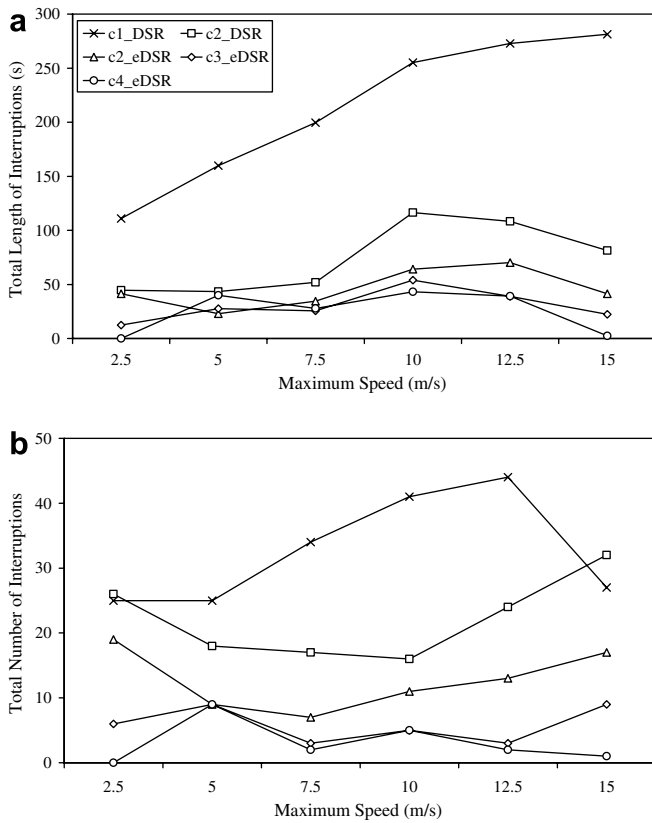 a
Total Length of Interruptions (s)
300
250
200
150
100
50
0
c1_DSR
c2_DSR
c2_eDSR
c3_eDSR
c4_eDSR
2.5 5 7.5 10 12.5 15
Maximum Speed (m/s)
b
Total Number of Interruptions
50
40
30
20
10
0
2.5 5 7.5 10 12.5 15
Maximum Speed (m/s)